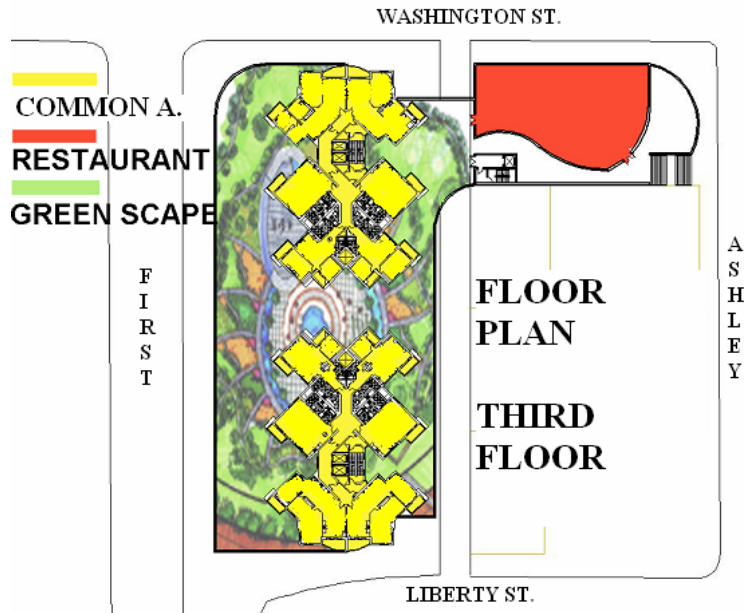 WASHINGTON ST.
COMMON A.
RESTAURANT
GREEN SCAPE
FIRST
ASHLEY
FLOOR
PLAN
THIRD
FLOOR
LIBERTY ST.